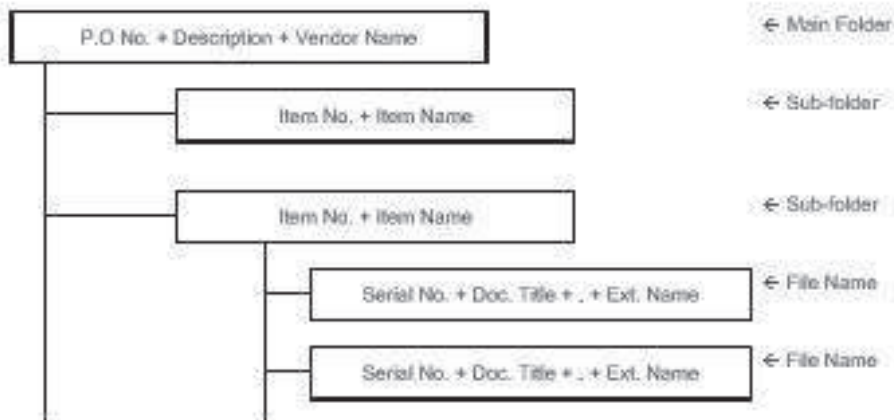 P.O No. + Description + Vendor Name ← Main Folder
Item No. + Item Name ← Sub-folder
Item No. + Item Name ← Sub-folder
Serial No. + Doc. Title + . + Ext. Name ← File Name
Serial No. + Doc. Title + . + Ext. Name ← File Name